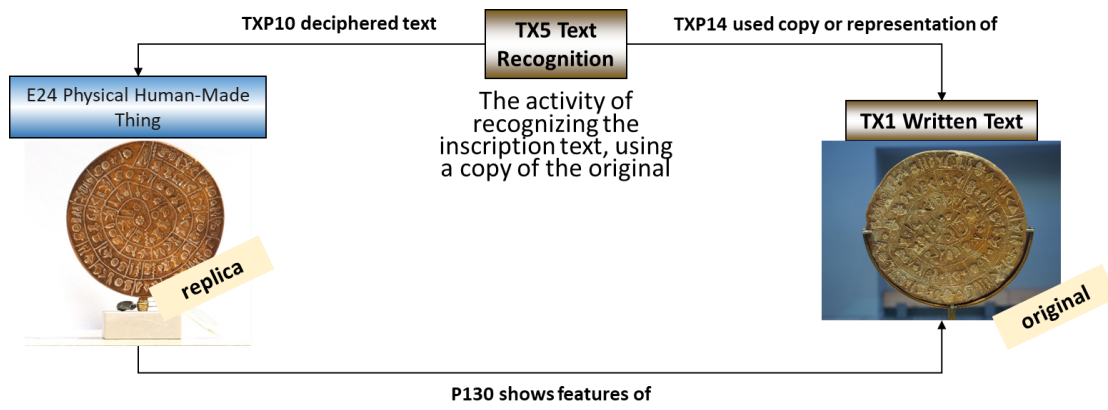 TXP10 deciphered text
TX5 Text
Recognition
TXP14 used copy or representation of
E24 Physical Human-Made
Thing
The activity of
recognizing the
inscription text, using
a copy of the original
TX1 Written Text
replica
original
P130 shows features of